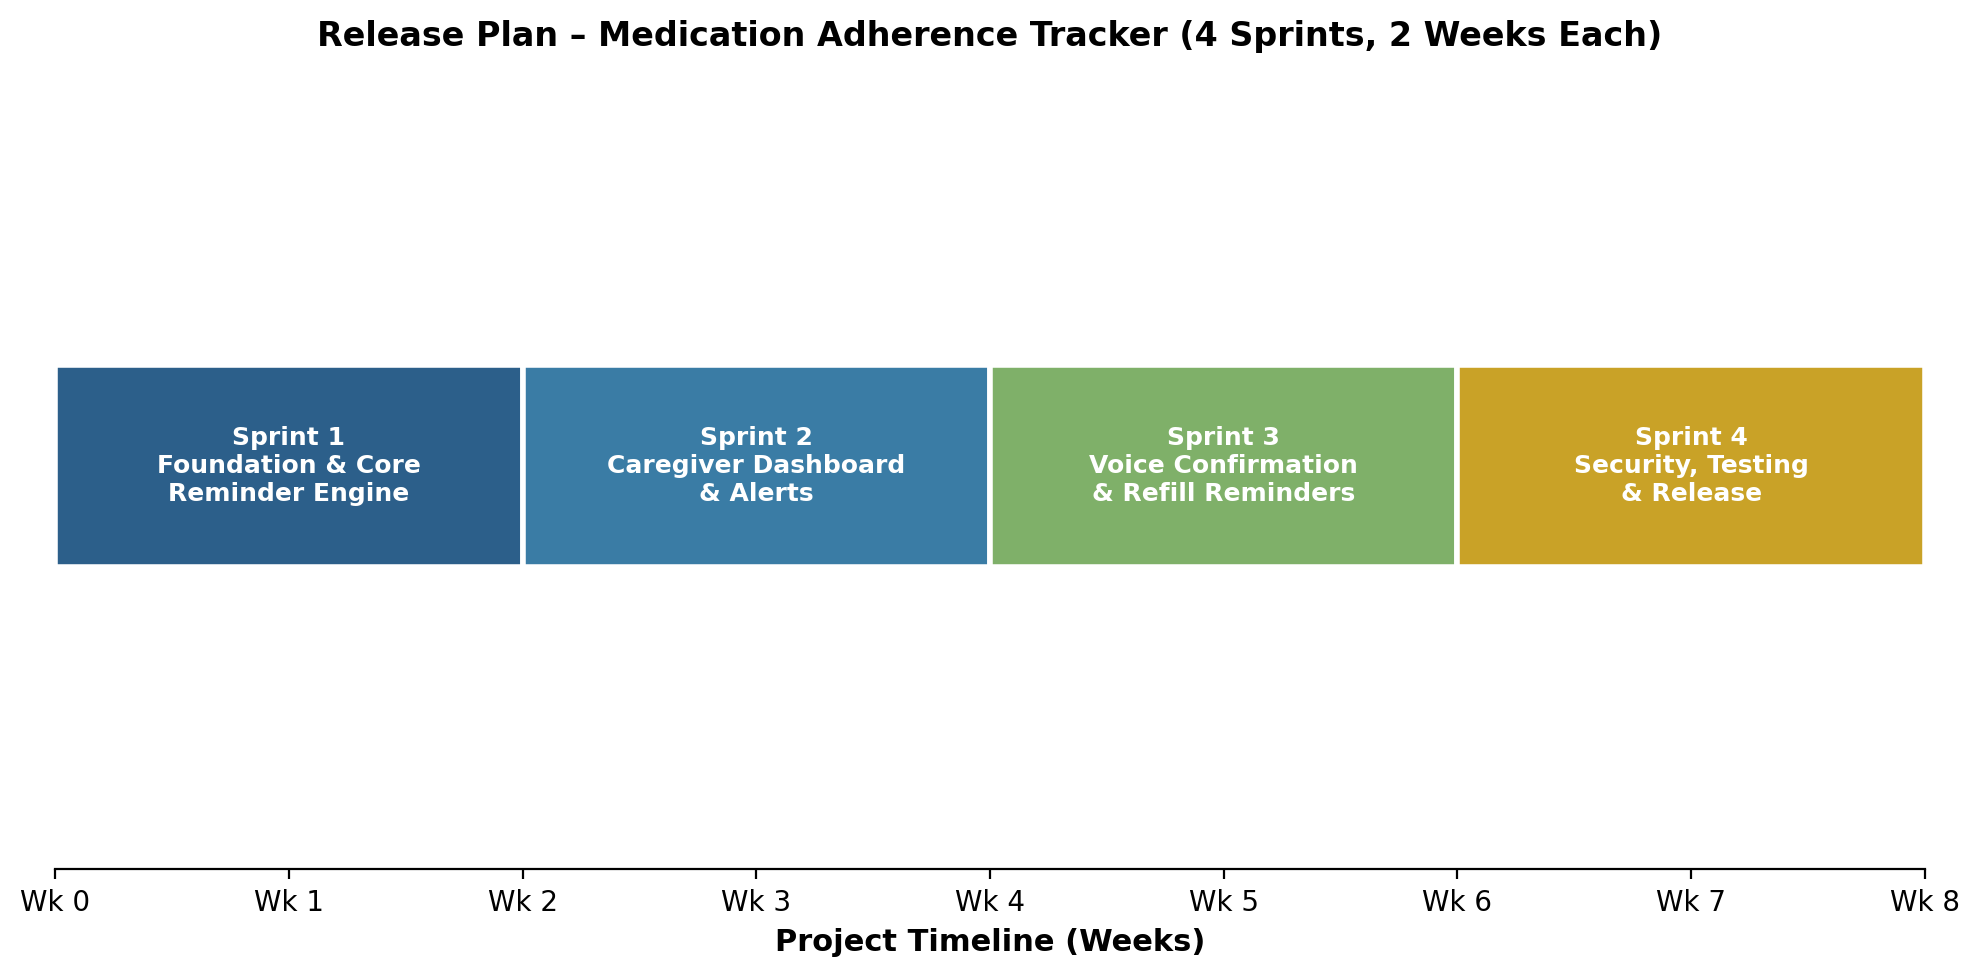 Release Plan – Medication Adherence Tracker (4 Sprints, 2 Weeks Each)
Sprint 1
Foundation & Core
Reminder Engine
Sprint 2
Caregiver Dashboard
& Alerts
Sprint 3
Voice Confirmation
& Refill Reminders
Sprint 4
Security, Testing
& Release
Wk 0 Wk 1 Wk 2 Wk 3 Wk 4 Wk 5 Wk 6 Wk 7 Wk 8
Project Timeline (Weeks)